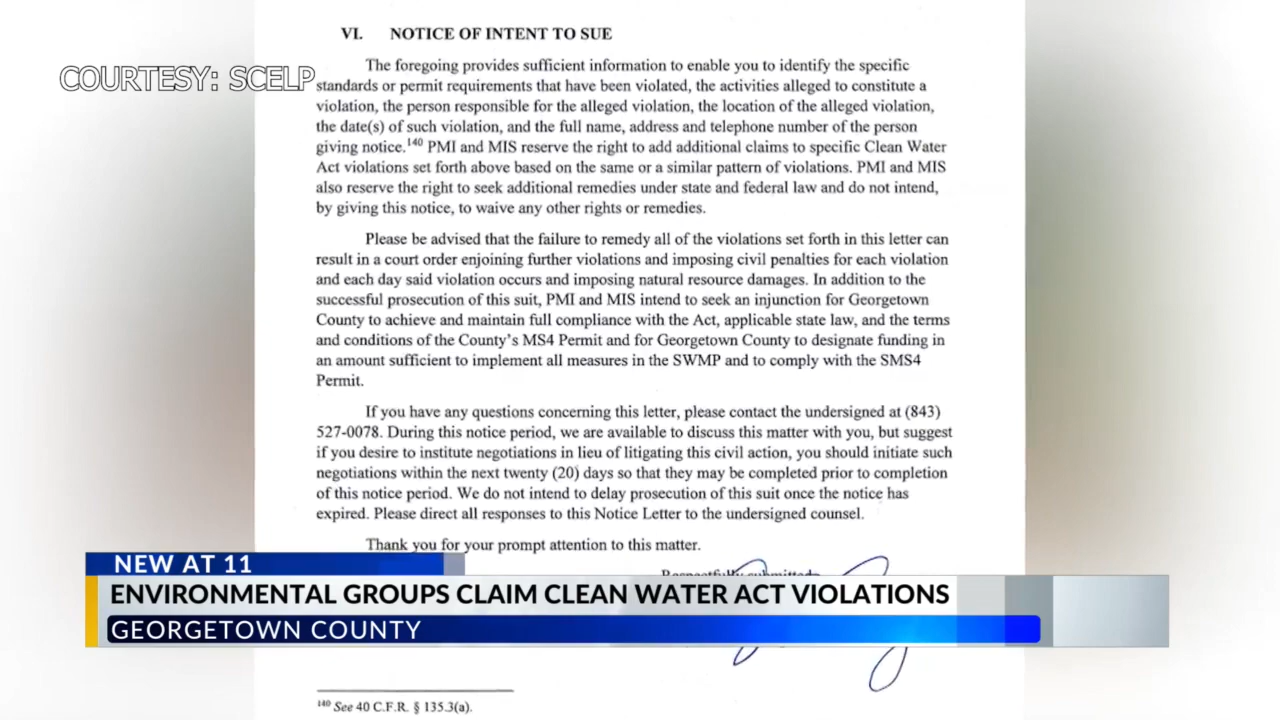 VI. NOTICE OF INTENT TO SUE
COURTESY: SCELP
The foregoing provides sufficient information to enable you to identify the specific
standards or permit requirements that have been violated, the activities alleged to constitute a
violation, the person responsible for the alleged violation, the location of the alleged violation,
the date(s) of such violation, and the full name, address and telephone number of the person
giving notice.¹⁴⁰ PMI and MIS reserve the right to add additional claims to specific Clean Water
Act violations set forth above based on the same or a similar pattern of violations. PMI and MIS
also reserve the right to seek additional remedies under state and federal law and do not intend,
by giving this notice, to waive any other rights or remedies.
Please be advised that the failure to remedy all of the violations set forth in this letter can
result in a court order enjoining further violations and imposing civil penalties for each violation
and each day said violation occurs and imposing natural resource damages. In addition to the
successful prosecution of this suit, PMI and MIS intend to seek an injunction for Georgetown
County to achieve and maintain full compliance with the Act, applicable state law, and the terms
and conditions of the County's MS4 Permit and for Georgetown County to designate funding in
an amount sufficient to implement all measures in the SWMP and to comply with the SMS4
Permit.
If you have any questions concerning this letter, please contact the undersigned at (843)
527-0078. During this notice period, we are available to discuss this matter with you, but suggest
if you desire to institute negotiations in lieu of litigating this civil action, you should initiate such
negotiations within the next twenty (20) days so that they may be completed prior to completion
of this notice period. We do not intend to delay prosecution of this suit once the notice has
expired. Please direct all responses to this Notice Letter to the undersigned counsel.
Thank you for your prompt attention to this matter.
Respectfully submitted,
NEW AT 11
ENVIRONMENTAL GROUPS CLAIM CLEAN WATER ACT VIOLATIONS
GEORGETOWN COUNTY
¹⁴⁰ See 40 C.F.R. § 135.3(a).